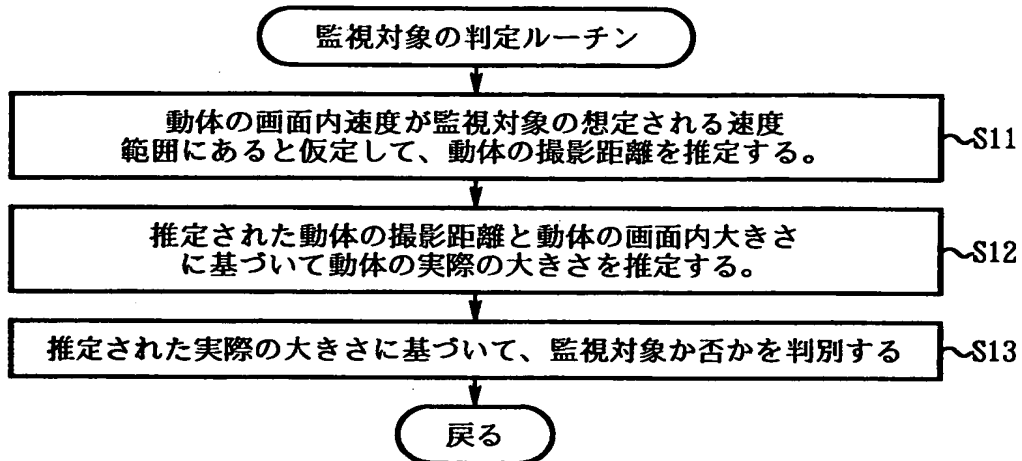 監視対象の判定ルーチン
動体の画面内速度が監視対象の想定される速度
範囲にあると仮定して、動体の撮影距離を推定する。
~S11
推定された動体の撮影距離と動体の画面内大きさ
に基づいて動体の実際の大きさを推定する。
~S12
推定された実際の大きさに基づいて、監視対象か否かを判別する
~S13
戻る